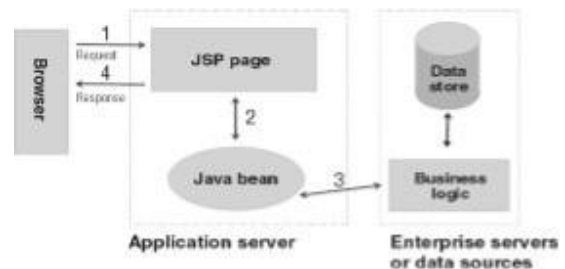 1
Request
4
Response
Browser
JSP page
2
Java bean
3
Data
store
Business
logic
Application server
Enterprise servers
or data sources